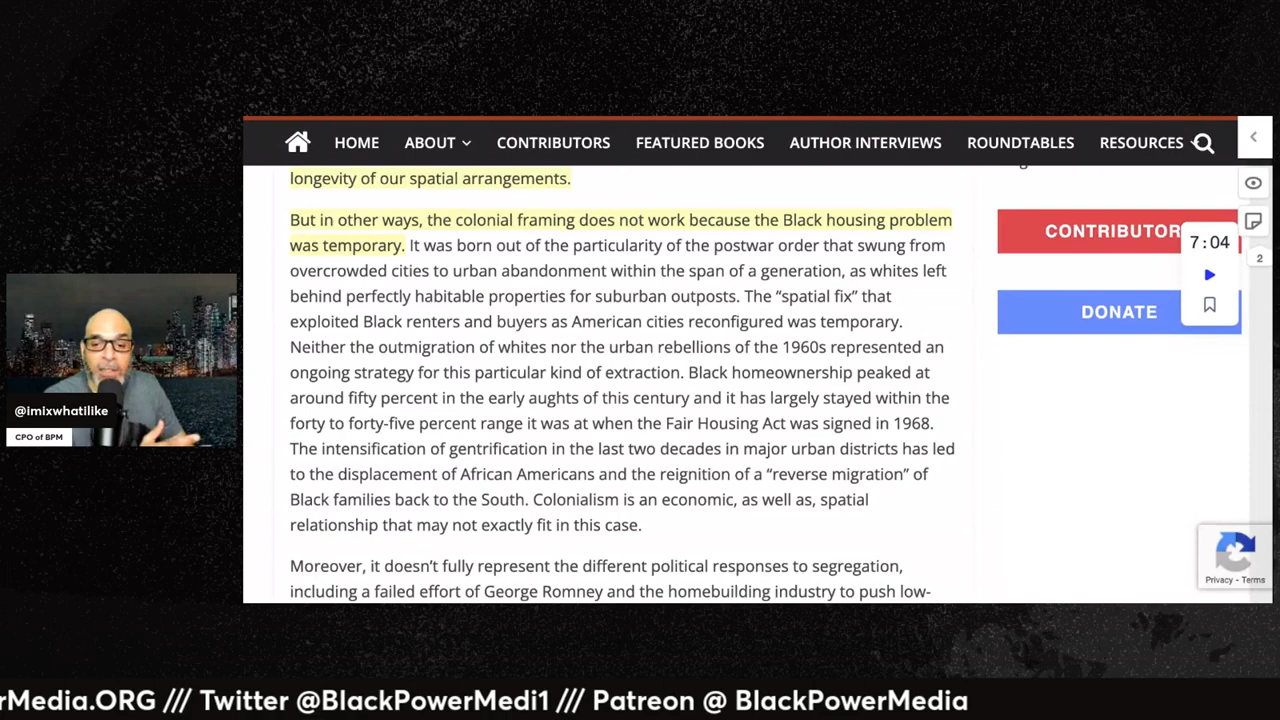 HOME ABOUT CONTRIBUTORS FEATURED BOOKS AUTHOR INTERVIEWS ROUNDTABLES RESOURCES
longevity of our spatial arrangements.
But in other ways, the colonial framing does not work because the Black housing problem
was temporary. It was born out of the particularity of the postwar order that swung from
overcrowded cities to urban abandonment within the span of a generation, as whites left
behind perfectly habitable properties for suburban outposts. The “spatial fix” that
exploited Black renters and buyers as American cities reconfigured was temporary.
Neither the outmigration of whites nor the urban rebellions of the 1960s represented an
ongoing strategy for this particular kind of extraction. Black homeownership peaked at
around fifty percent in the early aughts of this century and it has largely stayed within the
forty to forty-five percent range it was at when the Fair Housing Act was signed in 1968.
The intensification of gentrification in the last two decades in major urban districts has led
to the displacement of African Americans and the reignition of a “reverse migration” of
Black families back to the South. Colonialism is an economic, as well as, spatial
relationship that may not exactly fit in this case.
Moreover, it doesn’t fully represent the different political responses to segregation,
including a failed effort of George Romney and the homebuilding industry to push low-
CONTRIBUTOR
DONATE
7:04
2
Privacy - Terms
@imixwhatilike
CPO of BPM
rMedia.ORG /// Twitter @BlackPowerMedi1 /// Patreon @ BlackPowerMedia